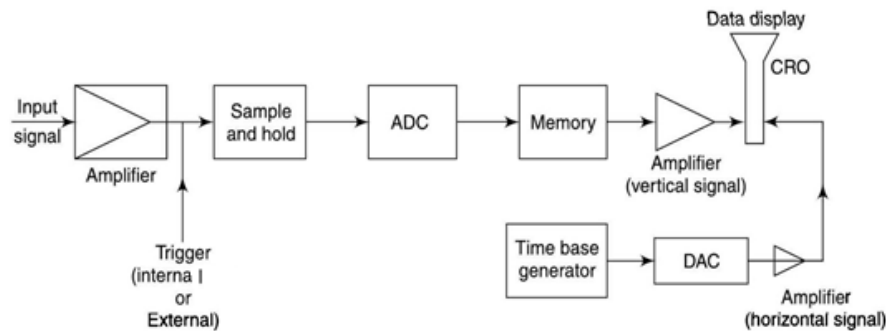 Data display
CRO
Input
signal
Amplifier
Sample
and hold
ADC
Memory
Amplifier
(vertical signal)
Trigger
(interna l
or
External)
Time base
generator
DAC
Amplifier
(horizontal signal)